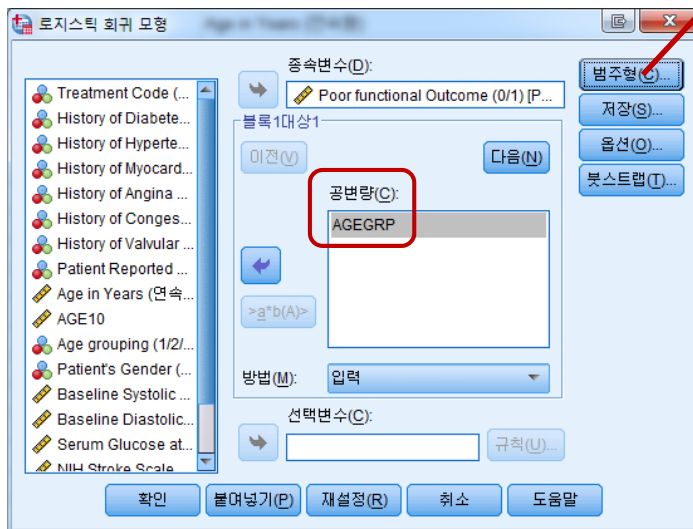 로지스틱 회귀 모형
종속변수(D):
Poor functional Outcome (0/1) [P...
범주형(C)...
저장(S)...
옵션(O)...
붓스트랩(T)...
Treatment Code (...
History of Diabete...
History of Hyperte...
History of Myocard...
History of Angina ...
History of Conges...
History of Valvular ...
Patient Reported ...
Age in Years (연속...
AGE10
Age grouping (1/2/...
Patient's Gender (...
Baseline Systolic ...
Baseline Diastolic...
Serum Glucose at...
NIH Stroke Scale
블록1대상1
이전(V)
다음(N)
공변량(C):
AGEGRP
>a*b(A)>
방법(M):
입력
선택변수(C):
규칙(U)...
확인
붙여넣기(P)
재설정(R)
취소
도움말